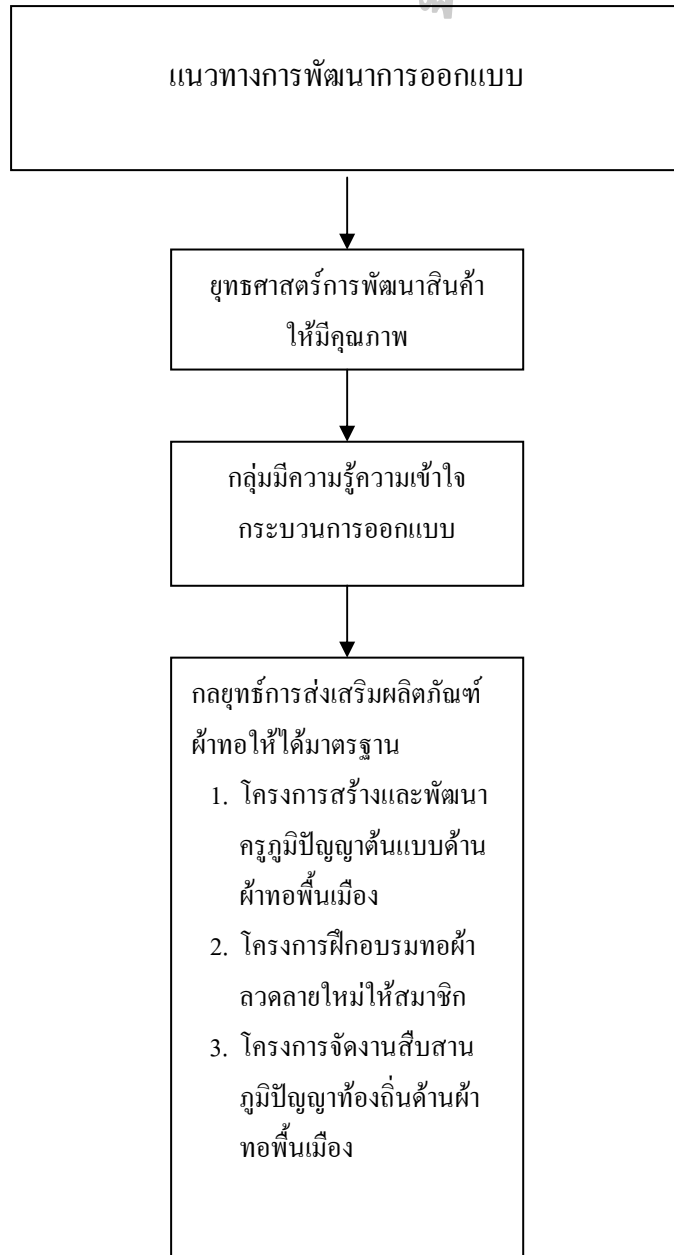 แนวทางการพัฒนาการออกแบบ
ยุทธศาสตร์การพัฒนาสินค้า
ให้มีคุณภาพ
กลุ่มมีความรู้ความเข้าใจ
กระบวนการออกแบบ
กลยุทธ์การส่งเสริมผลิตภัณฑ์
ผ้าทอให้ได้มาตรฐาน
1. โครงการสร้างและพัฒนา
ครูภูมิปัญญาต้นแบบด้าน
ผ้าทอพื้นเมือง
2. โครงการฝึกอบรมทอผ้า
ลวดลายใหม่ให้สมาชิก
3. โครงการจัดงานสืบสาน
ภูมิปัญญาท้องถิ่นด้านผ้า
ทอพื้นเมือง